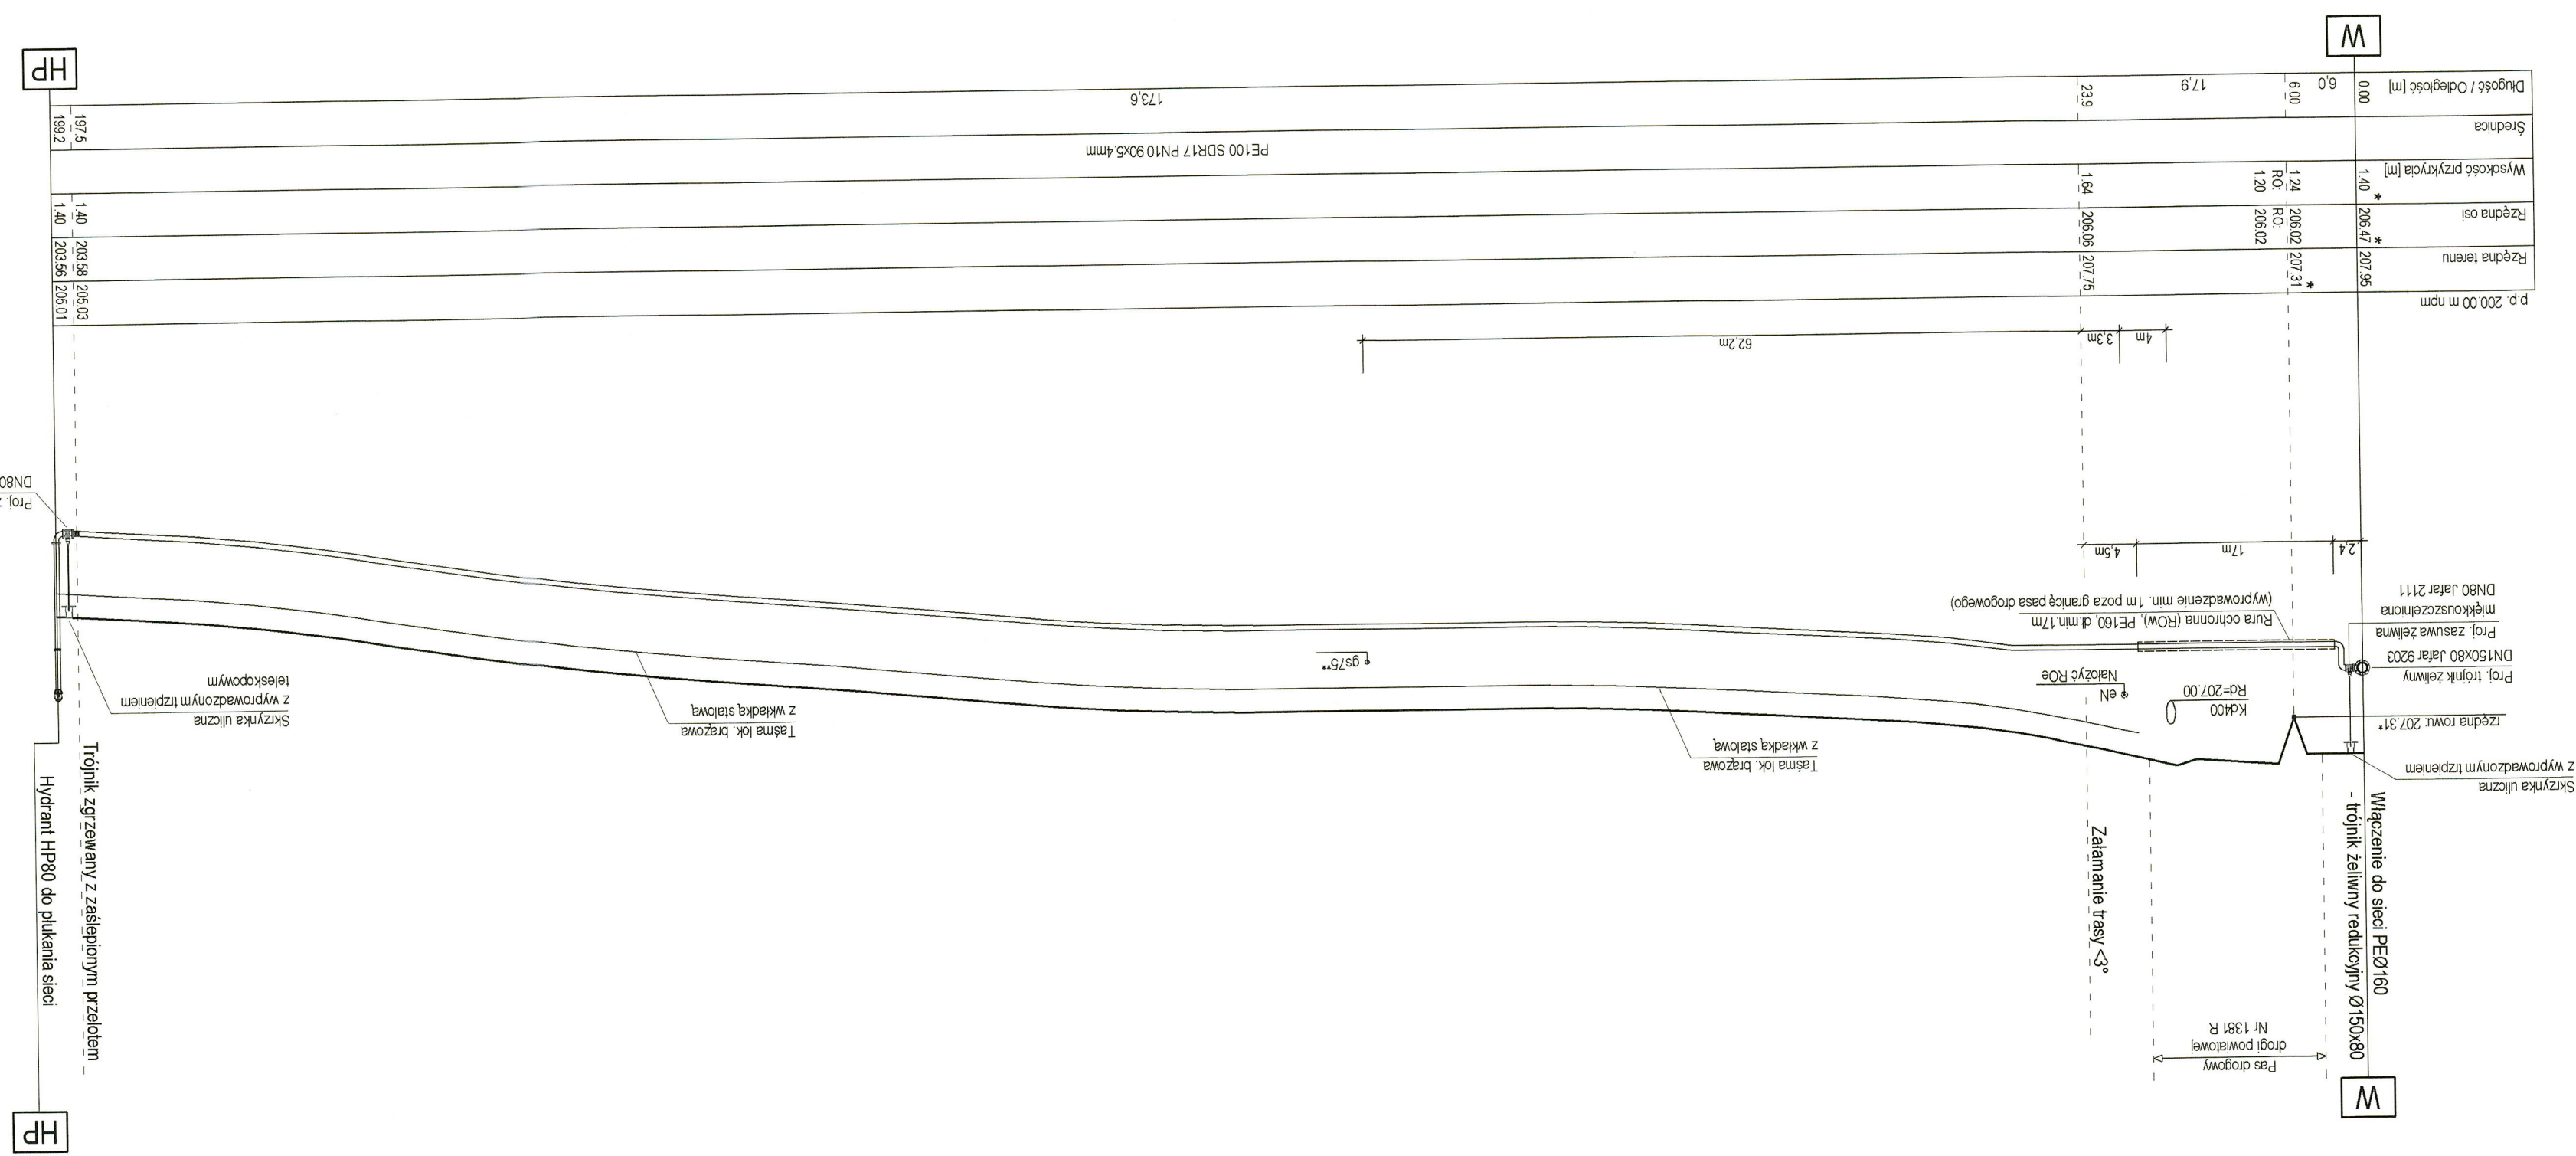 W
HP
Pas drogowy
drogi powiatowej
Nr 1381 R
Włączenie do sieci PEØ160
- trójnik żeliwny redukcyjny Ø150x80
Załamanie trasy <3°
Trójnik zgrzewany z zaślepionym przelotem
Hydrant HP80 do płukania sieci
Skrzynka uliczna
z wyprowadzonym trzpieniem
rzędna rowu: 207.31*
Proj. trójnik żeliwny
DN150x80 Jafar 9203
Proj. zasuwa żeliwna
miękkouszczelniona
DN80 Jafar 2111
Kd400
Rd=207.00
eN
Nałożyć ROe
Rura ochronna (ROw), PE160, dł.min.17m
(wyprowadzenie min. 1m poza granicę pasa drogowego)
2,4
17m
4,5m
Taśma lok. brązowa
z wkładką stalową
gs75**
Taśma lok. brązowa
z wkładką stalową
Skrzynka uliczna
z wyprowadzonym trzpieniem
teleskopowym
Proj. z
DN80
4m
3,3m
62,2m
p.p. 200.00 m npm
Rzędna terenu
207.95
207.31
*
207.75
205.03
205.01
Rzędna osi
206.47
*
206.02
RO:
206.02
206.06
203.58
203.56
Wysokość przykrycia [m]
1.40
*
1.24
RO:
1.20
1.64
1.40
1.40
Średnica
PE100 SDR17 PN10 90x5.4mm
Długość / Odległość [m]
0.00
6,0
6.00
17,9
23.9
173,6
197.5
199.2
W
HP